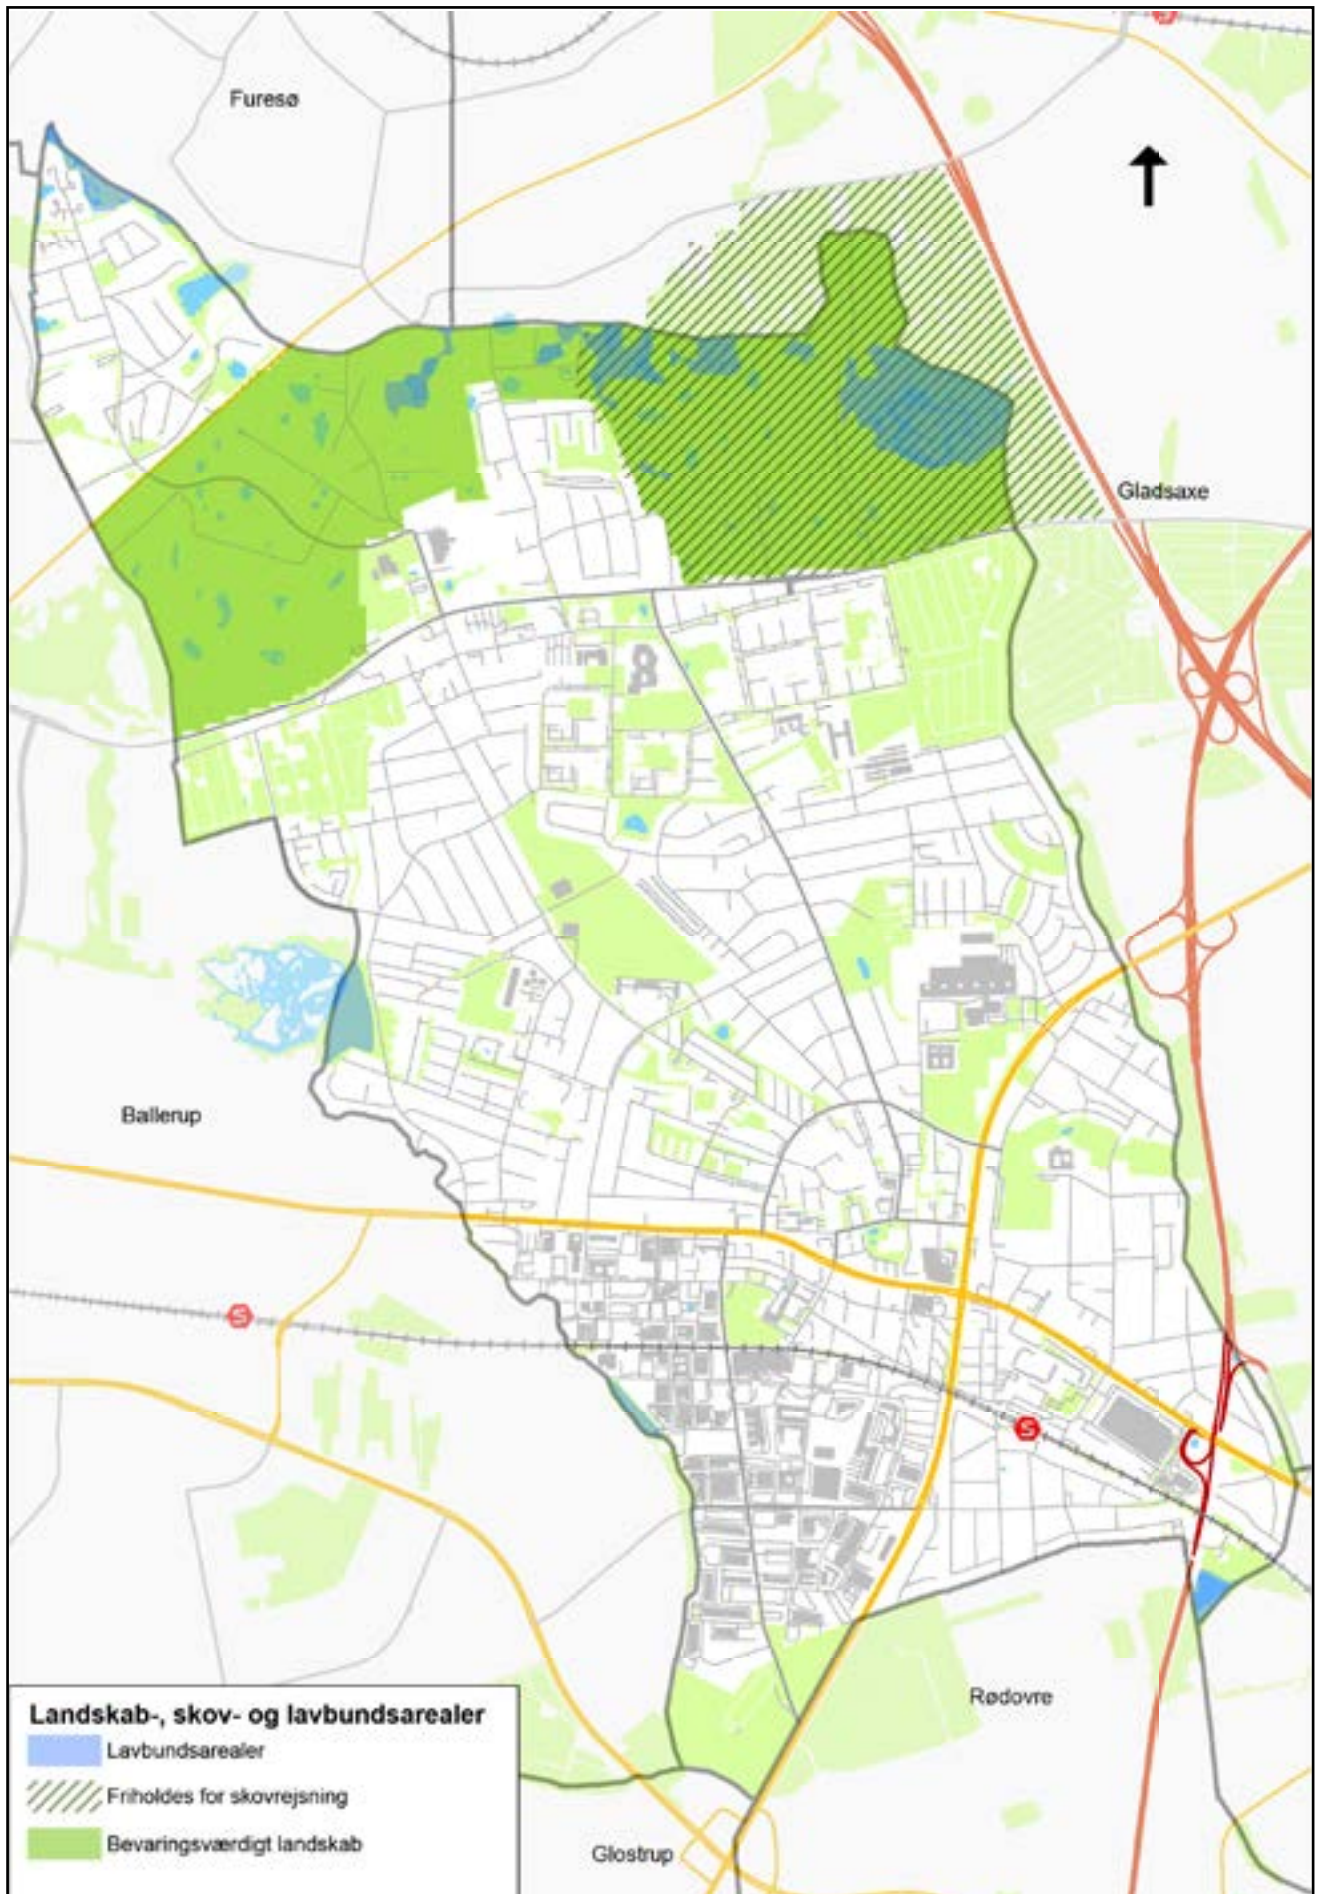 S
Furesø
Gladsaxe
Ballerup
S
S
Rødovre
Landskab-, skov- og lavbundsarealer
Lavbundsarealer
Friholdes for skovrejsning
Bevaringsværdigt landskab
Glostrup